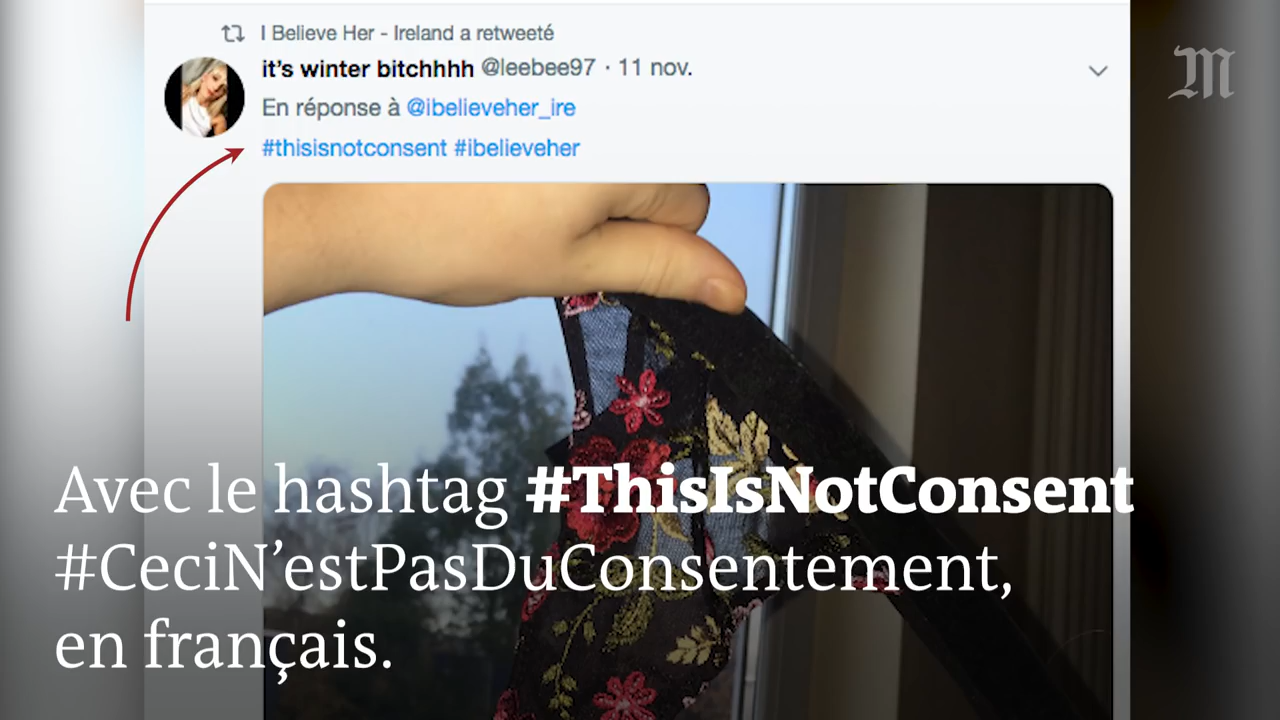 I Believe Her - Ireland a retweeté
it's winter bitchhhh @leebee97 · 11 nov.
En réponse à @ibelieveher_ire
#thisisnotconsent #ibelieveher
M
Avec le hashtag #ThisIsNotConsent
#CeciN’estPasDuConsentement,
en français.